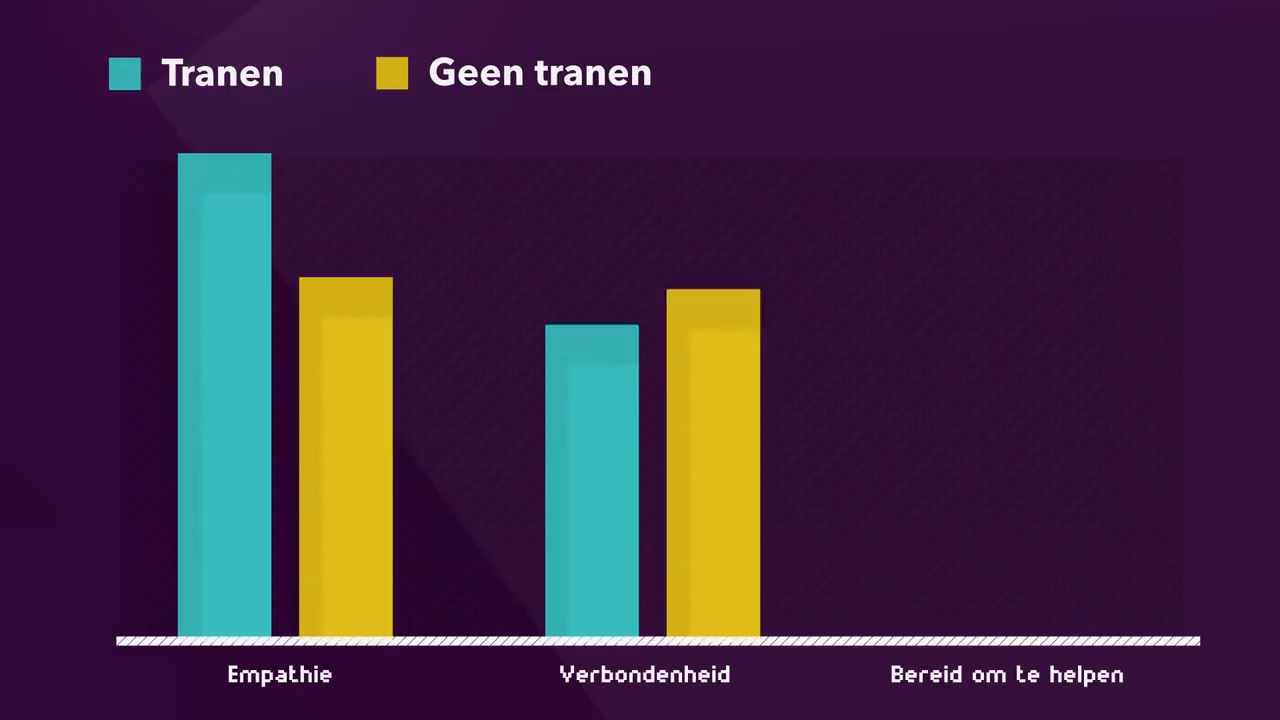 Tranen
Geen tranen
Empathie
Verbondenheid
Bereid om te helpen